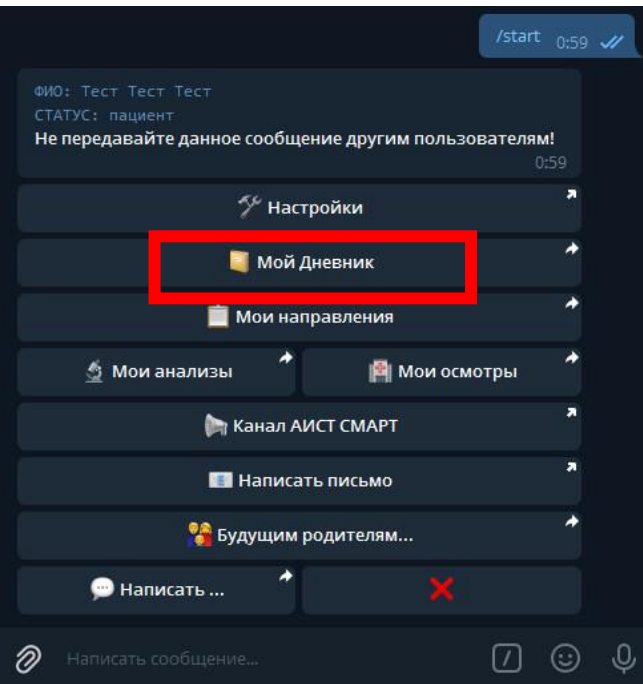 /start 0:59
ФИО: Тест Тест Тест
СТАТУС: пациент
Не передавайте данное сообщение другим пользователям!
0:59
Настройки
Мой Дневник
Мои направления
Мои анализы
Мои осмотры
Канал АИСТ СМАРТ
Написать письмо
Будущим родителям...
Написать ...
Написать сообщение...